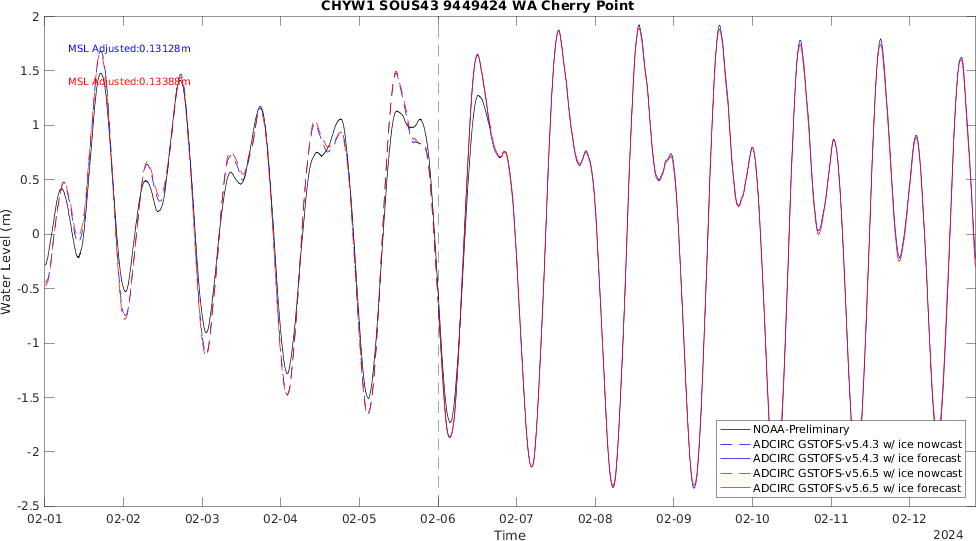 CHYW1 SOUS43 9449424 WA Cherry Point
MSL Adjusted:0.13128m
MSL Adjusted:0.13388m
Water Level (m)
2
1.5
1
0.5
0
-0.5
-1
-1.5
-2
-2.5
NOAA-Preliminary
ADCIRC GSTOFS-v5.4.3 w/ ice nowcast
ADCIRC GSTOFS-v5.4.3 w/ ice forecast
ADCIRC GSTOFS-v5.6.5 w/ ice nowcast
ADCIRC GSTOFS-v5.6.5 w/ ice forecast
02-01 02-02 02-03 02-04 02-05 02-06 02-07 02-08 02-09 02-10 02-11 02-12
Time
2024